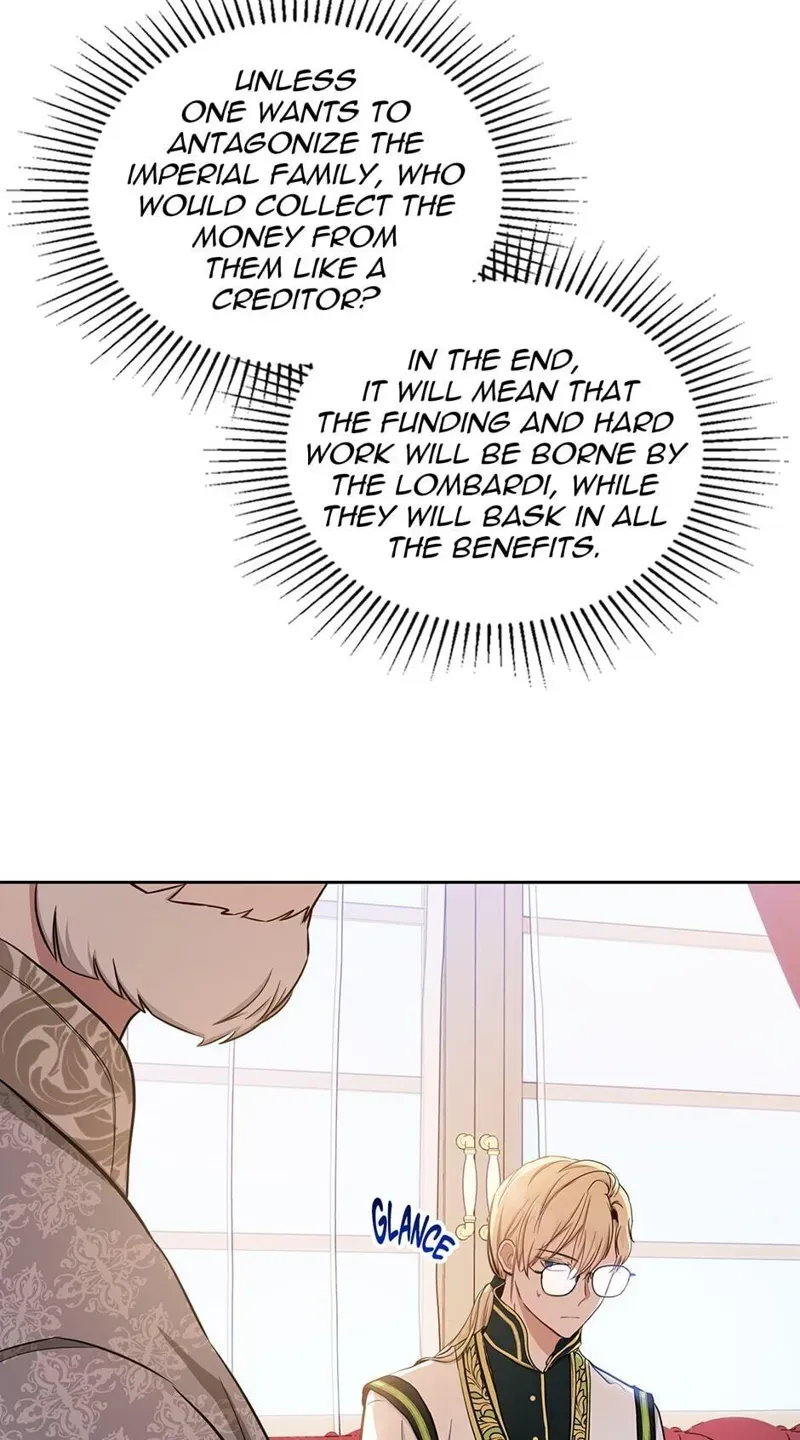 UNLESS
ONE WANTS TO
ANTAGONIZE THE
IMPERIAL FAMILY, WHO
WOULD COLLECT THE
MONEY FROM
THEM LIKE A
CREDITOR?
IN THE END,
IT WILL MEAN THAT
THE FUNDING AND HARD
WORK WILL BE BORNE BY
THE LOMBARDI, WHILE
THEY WILL BASK IN ALL
THE BENEFITS.
GLANCE